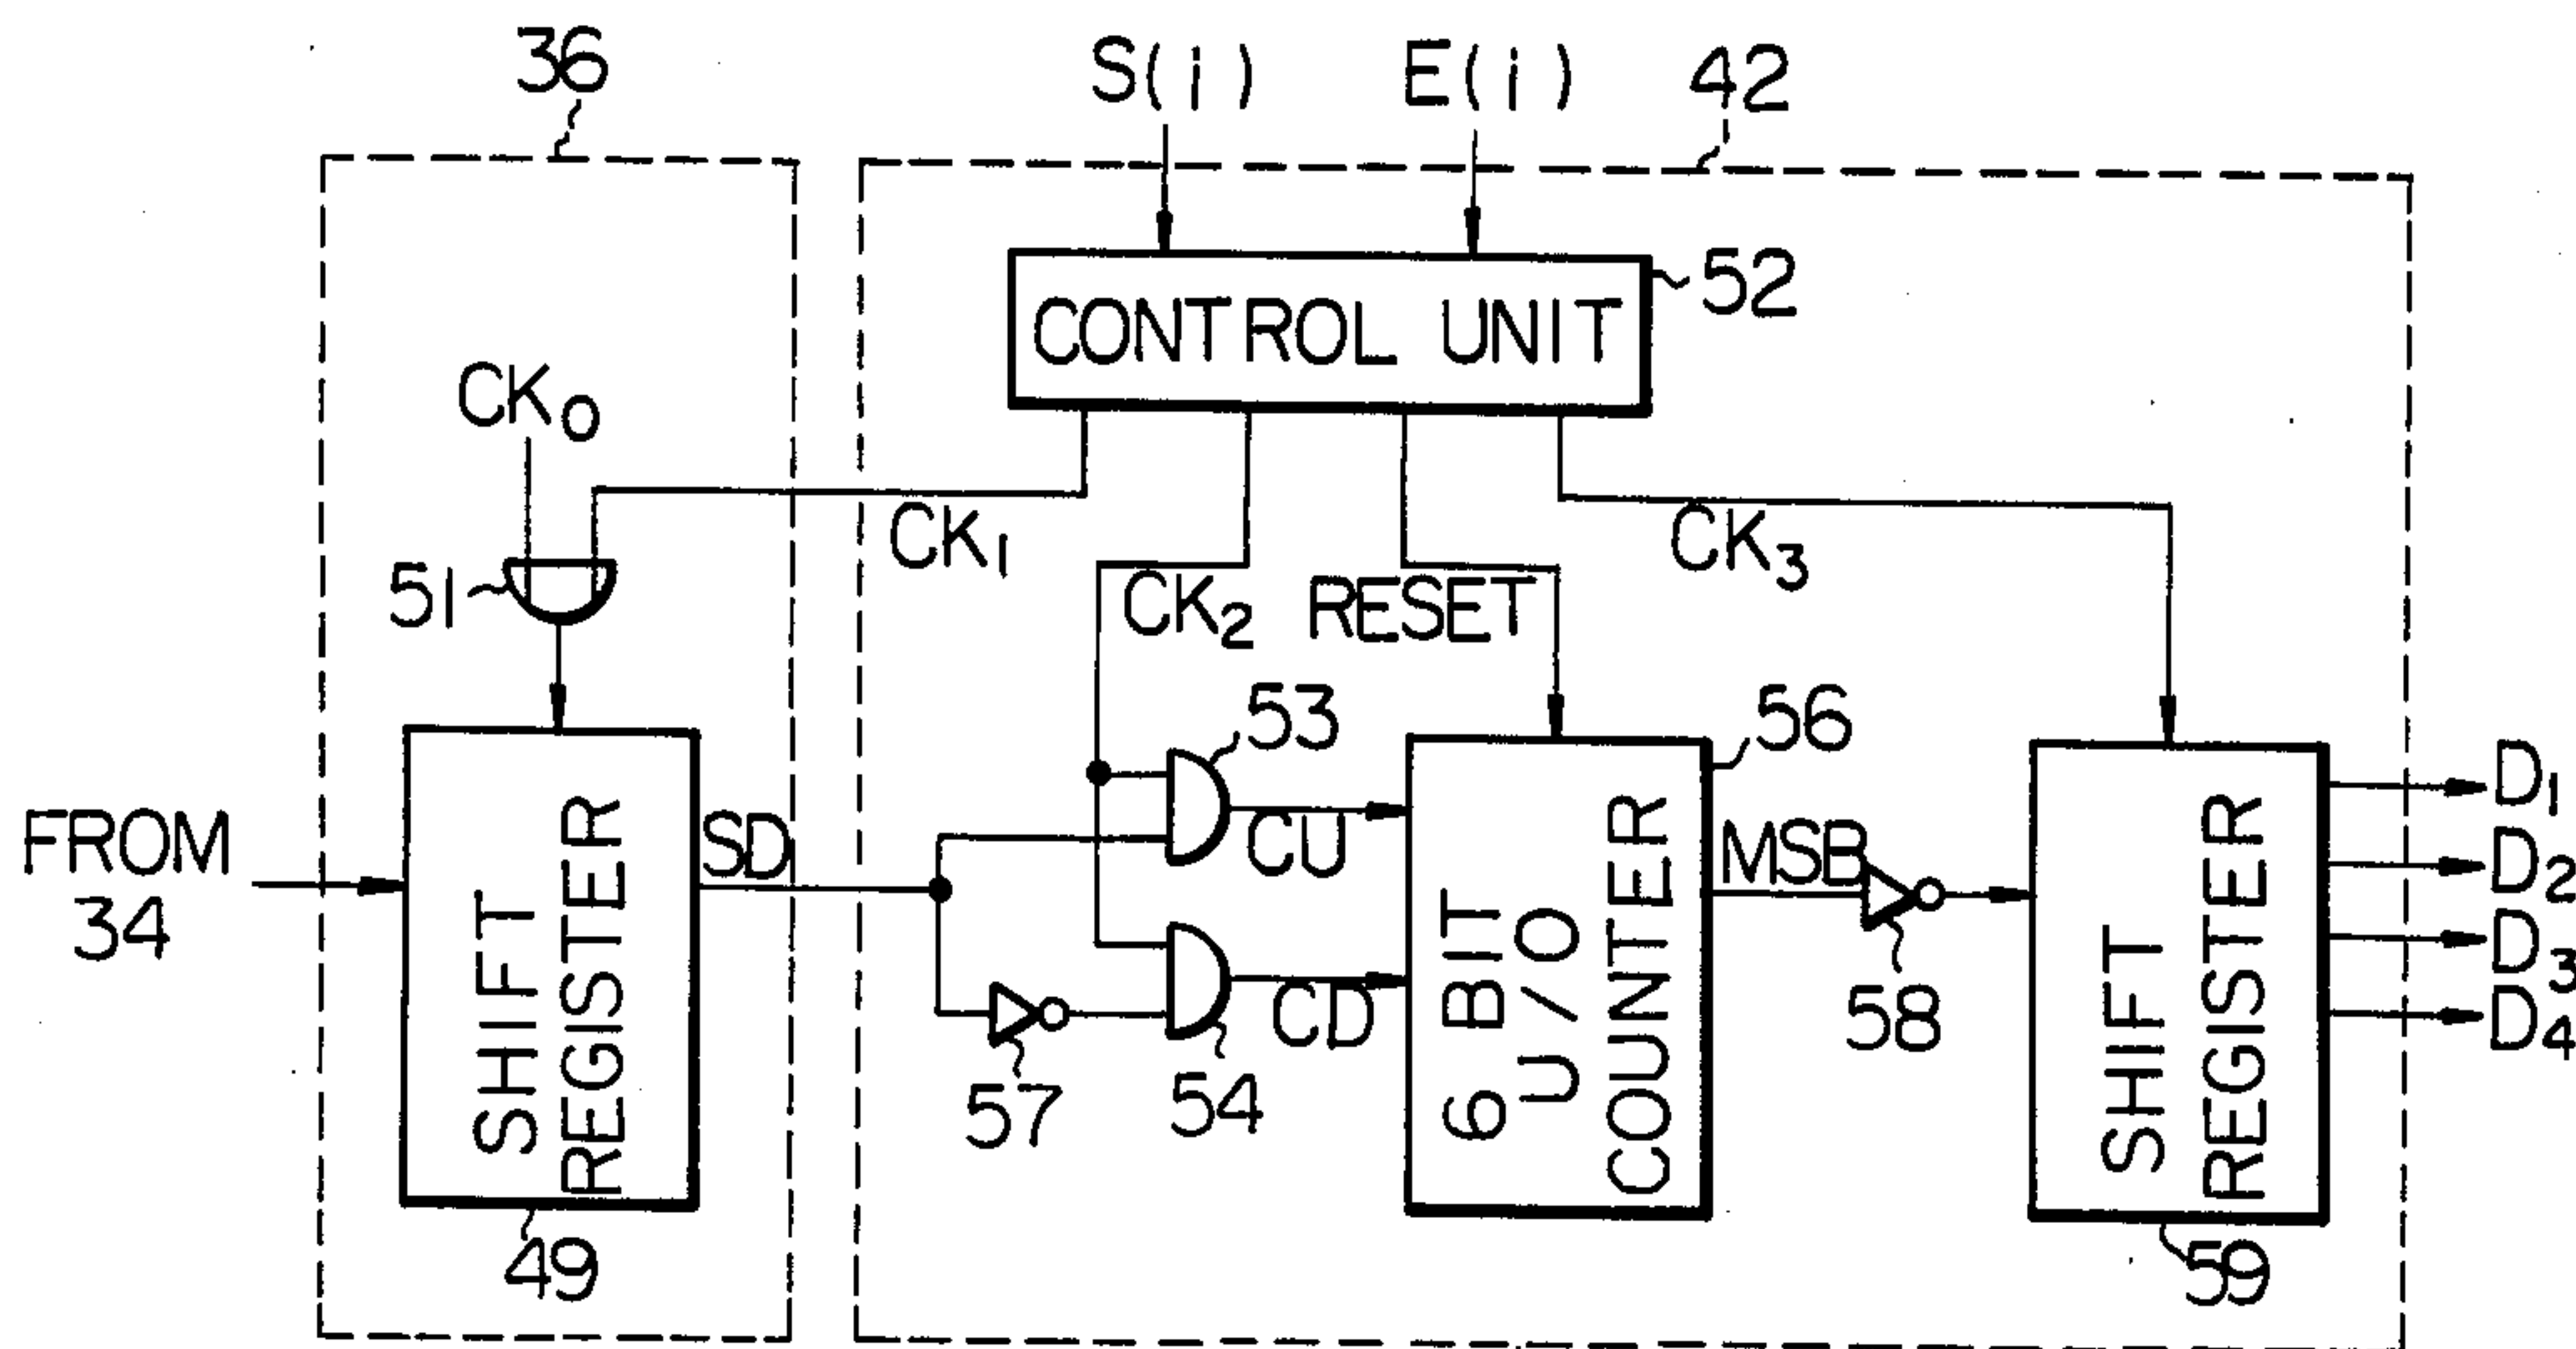 36
S(i)
E(i)
42
52
CONTROL UNIT
CK0
CK1
CK2
RESET
CK3
51
53
56
FROM
34
SHIFT
REGISTER
SD
CU
CD
6 BIT
U/O
COUNTER
MSB
SHIFT
REGISTER
D1
D2
D3
D4
57
54
58
49
59